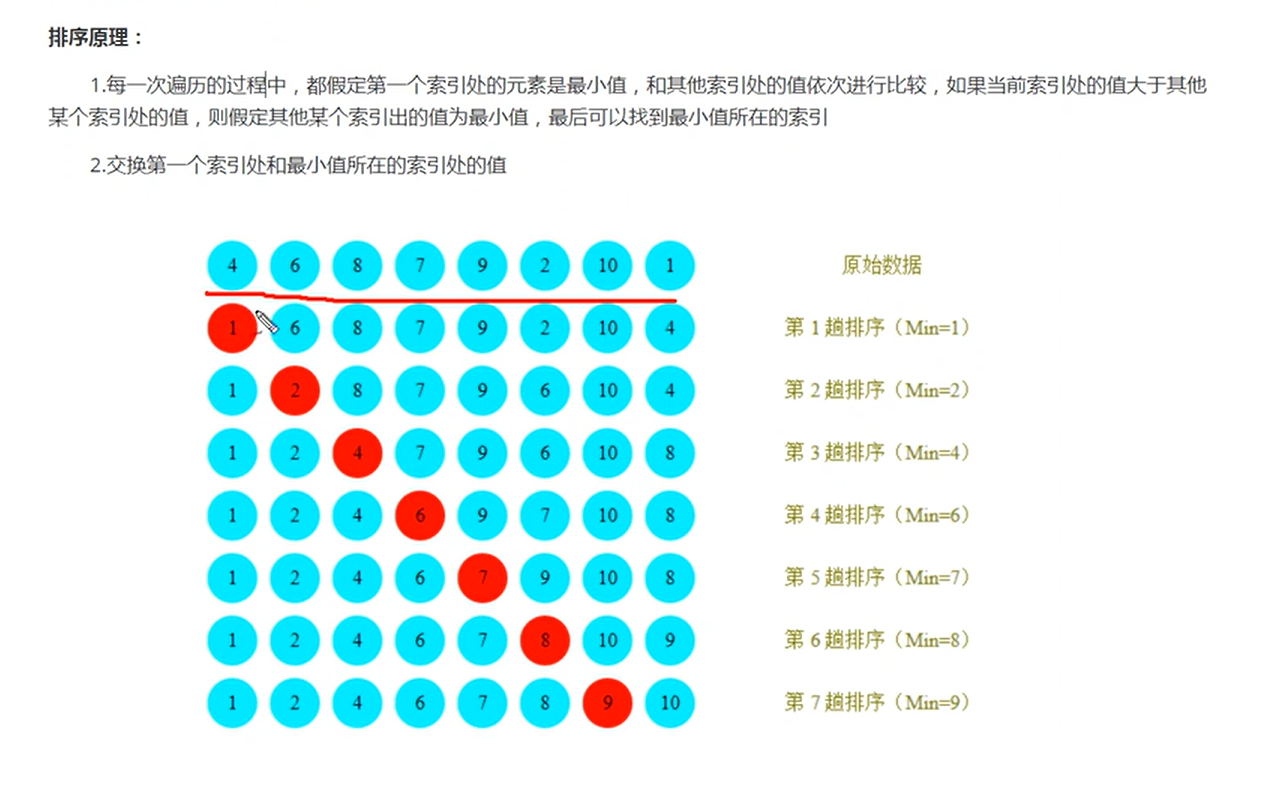 排序原理：
1.每一次遍历的过程中，都假定第一个索引处的元素是最小值，和其他索引处的值依次进行比较，如果当前索引处的值大于其他
某个索引处的值，则假定其他某个索引出的值为最小值，最后可以找到最小值所在的索引
2.交换第一个索引处和最小值所在的索引处的值
4 6 8 7 9 2 10 1 原始数据
1 6 8 7 9 2 10 4 第 1 趟排序（Min=1）
1 2 8 7 9 6 10 4 第 2 趟排序（Min=2）
1 2 4 7 9 6 10 8 第 3 趟排序（Min=4）
1 2 4 6 9 7 10 8 第 4 趟排序（Min=6）
1 2 4 6 7 9 10 8 第 5 趟排序（Min=7）
1 2 4 6 7 8 10 9 第 6 趟排序（Min=8）
1 2 4 6 7 8 9 10 第 7 趟排序（Min=9）